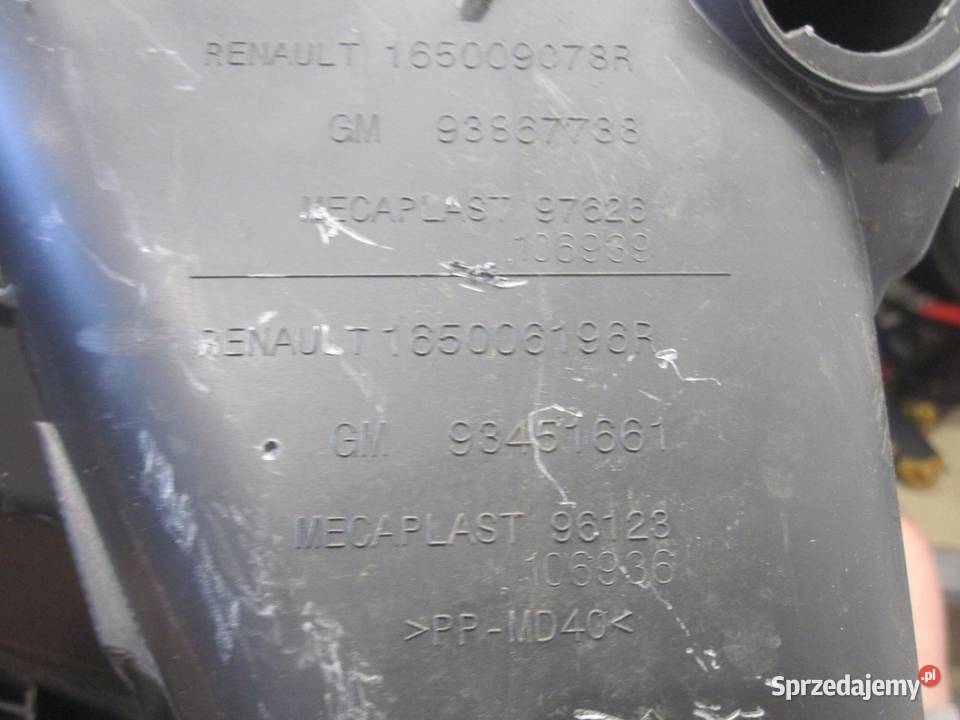 RENAULT 165009078R
GM 93867738
MECAPLAST 97626
106939
RENAULT 165006196R
GM 93451661
MECAPLAST 96123
106936
>PP-MD40<
Sprzedajemy.pl